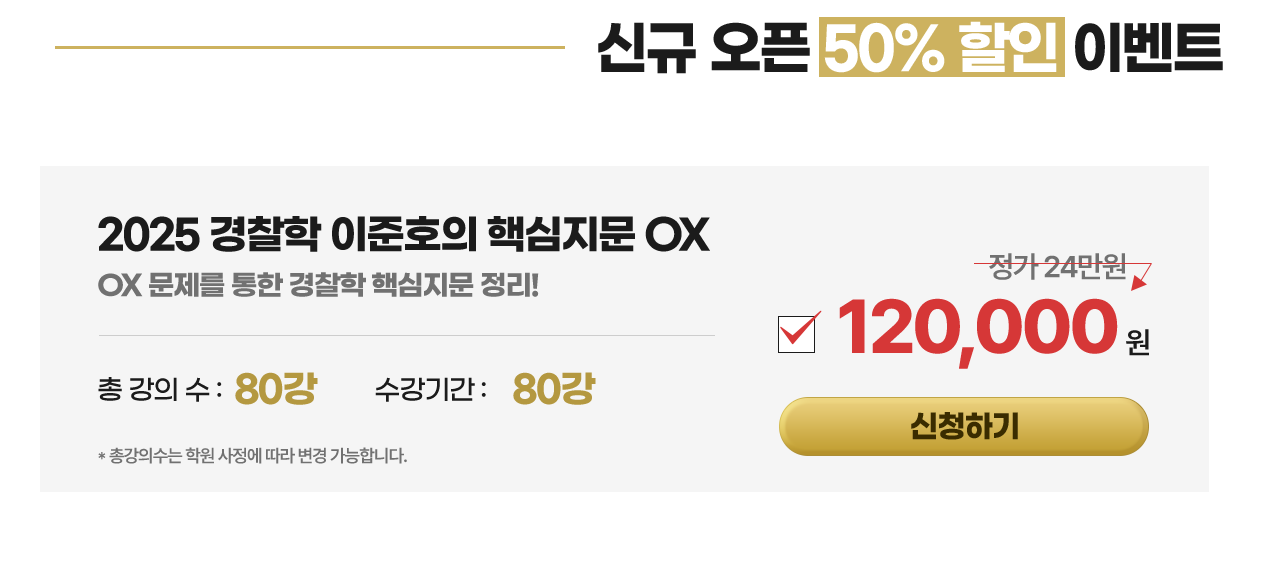 신규 오픈 50% 할인 이벤트
2025 경찰학 이준호의 핵심지문 OX
OX 문제를 통한 경찰학 핵심지문 정리!
총 강의 수 : 80강 수강기간 : 80강
* 총강의수는 학원 사정에 따라 변경 가능합니다.
정가 24만원
120,000 원
신청하기